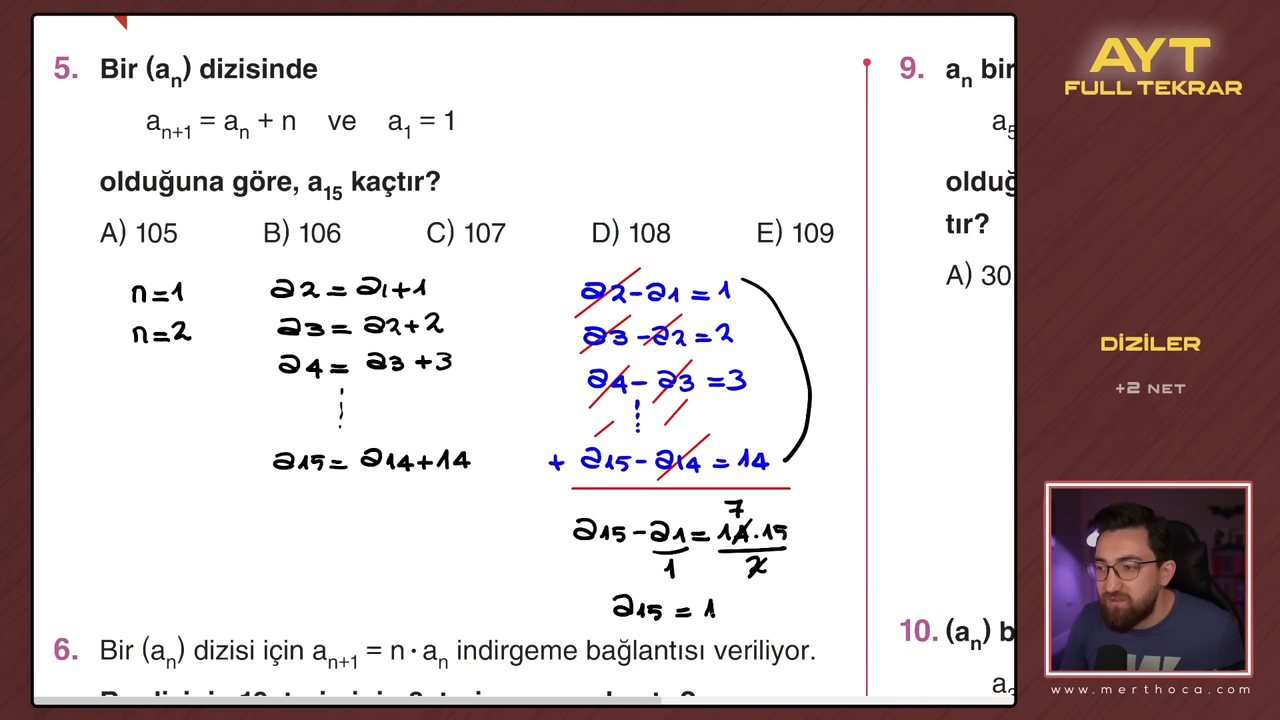 5. Bir (an) dizisinde
an+1 = an + n ve a1 = 1
olduğuna göre, a15 kaçtır?
A) 105 B) 106 C) 107 D) 108 E) 109
n=1 a2 = a1+1
n=2 a3 = a2+2
a4 = a3+3
a15 = a14+14
a2-a1 = 1
a3-a2 = 2
a4-a3 = 3
+ a15-a14 = 14
7
a15-a1 = 14.15
1 2
a15 = 1
6. Bir (an) dizisi için an+1 = n·an indirgeme bağlantısı veriliyor.
9. an bir
a5
olduğ
tır?
A) 30
10. (an) b
a
AYT
FULL TEKRAR
DİZİLER
+2 NET
www.merthoca.com